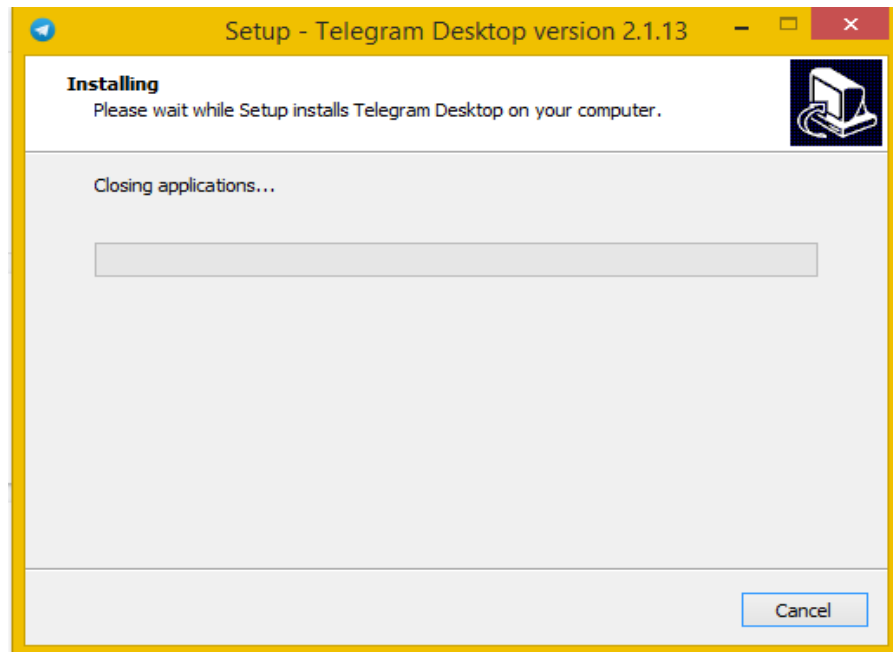 Setup - Telegram Desktop version 2.1.13
Installing
Please wait while Setup installs Telegram Desktop on your computer.
Closing applications...
Cancel